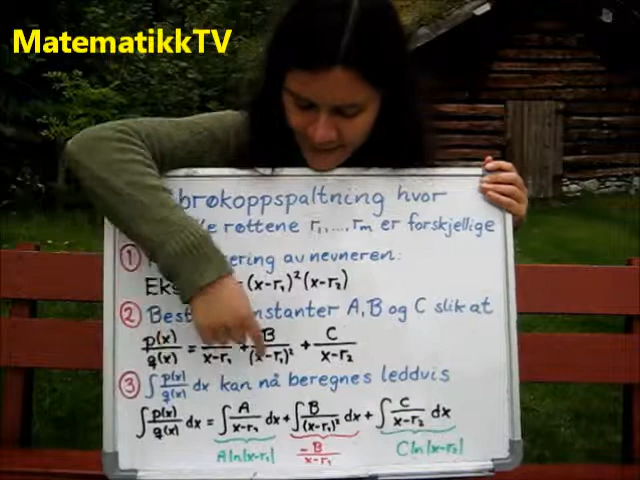 MatematikkTV
brøkoppspaltning hvor
røttene r₁,...,rₘ er forskjellige
① ering av nevneren:
Eks (x-r₁)²(x-r₂)
② Best nstanter A, B og C slik at
p(x)/q(x) = /x-r₁ + B/(x-r₁)² + C/x-r₂
③ ∫p(x)/q(x) dx kan nå beregnes leddvis
∫p(x)/q(x) dx = ∫A/x-r₁ dx + ∫B/(x-r₁)² dx + ∫C/x-r₂ dx
A ln|x-r₁| -B/x-r₁ C ln|x-r₂|